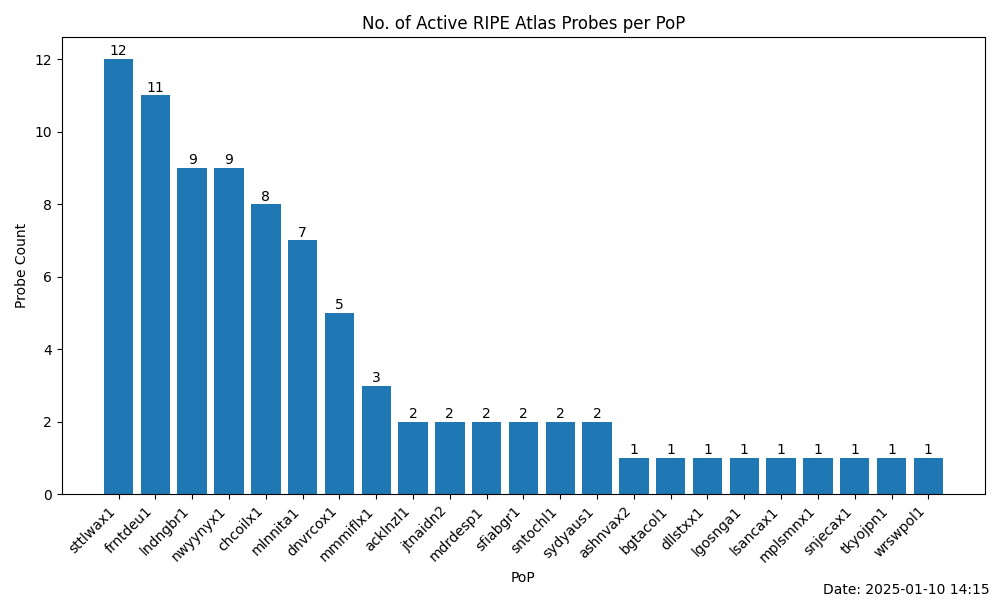 No. of Active RIPE Atlas Probes per PoP
Probe Count
12
10
8
6
4
2
0
12
11
9
9
8
7
5
3
2
2
2
2
2
2
1
1
1
1
1
1
1
1
1
sttlwax1
frntdeu1
lndngbr1
nwyynyx1
chcoilx1
mlnnita1
dnvrcox1
mmmiflx1
acklnzl1
jtnaidn2
mdrdesp1
sfiabgr1
sntochl1
sydyaus1
ashnvax2
bgtacol1
dllstxx1
lgosnga1
lsancax1
mplsmnx1
snjecax1
tkyojpn1
wrswpol1
PoP
Date: 2025-01-10 14:15